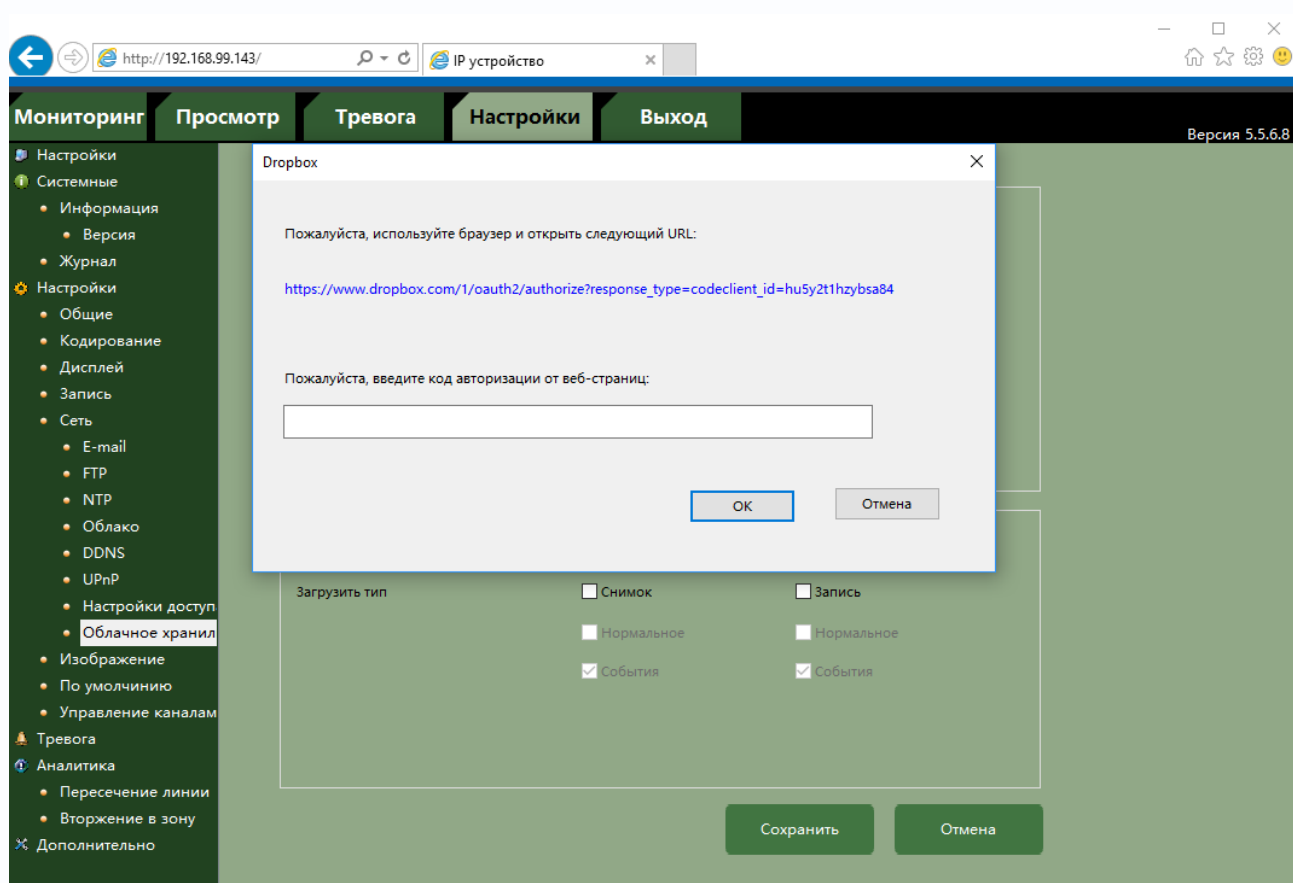 http://192.168.99.143/
IP устройство
Мониторинг Просмотр Тревога Настройки Выход
Версия 5.5.6.8
Настройки
Системные
Информация
Версия
Журнал
Настройки
Общие
Кодирование
Дисплей
Запись
Сеть
E-mail
FTP
NTP
Облако
DDNS
UPnP
Настройки доступ
Облачное хранил
Изображение
По умолчинию
Управление каналам
Тревога
Аналитика
Пересечение линии
Вторжение в зону
Дополнительно
Dropbox
Пожалуйста, используйте браузер и открыть следующий URL:
https://www.dropbox.com/1/oauth2/authorize?response_type=codeclient_id=hu5y2t1hzybsa84
Пожалуйста, введите код авторизации от веб-страниц:
OK Отмена
Загрузить тип Снимок Запись
Нормальное Нормальное
События События
Сохранить Отмена